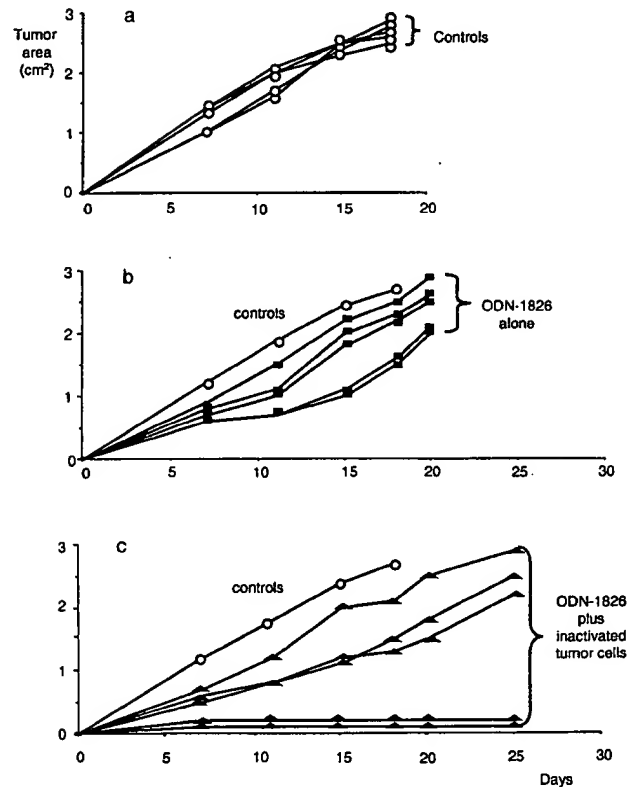 a
Tumor
area
(cm²)
3
2
1
0
Controls
0 5 10 15 20
b
3
2
1
0
controls
ODN-1826
alone
0 5 10 15 20 25 30
c
3
2
1
0
controls
ODN-1826
plus
inactivated
tumor cells
0 5 10 15 20 25 30
Days